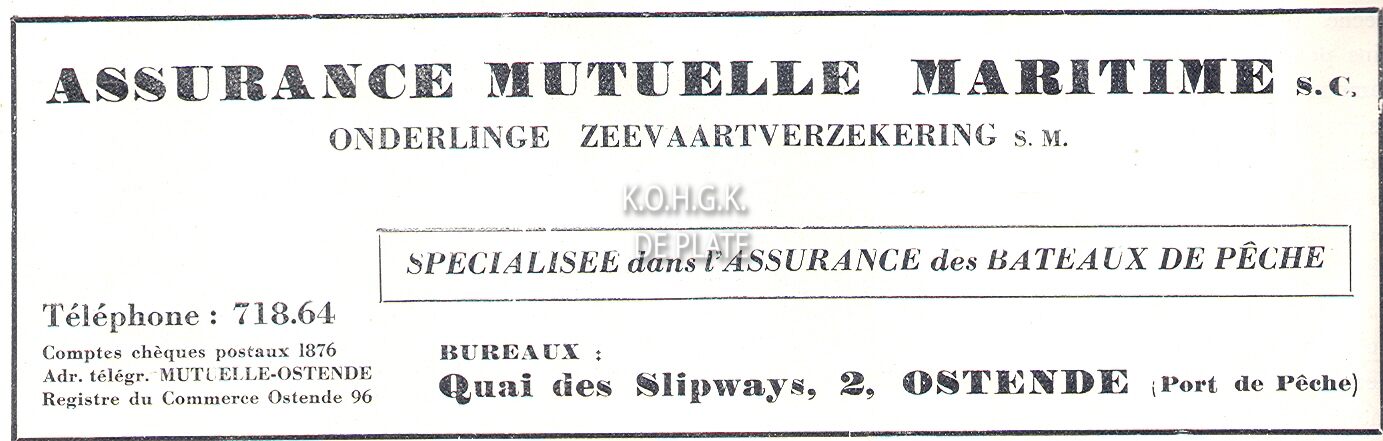 ASSURANCE MUTUELLE MARITIME s.c.
ONDERLINGE ZEEVAARTVERZEKERING S.M.
K.O.H.G.K.
DE PLATE
SPECIALISEE dans l'ASSURANCE des BATEAUX DE PÊCHE
Téléphone : 718.64
Comptes chèques postaux 1876
Adr. télégr. MUTUELLE-OSTENDE
Registre du Commerce Ostende 96
BUREAUX :
Quai des Slipways, 2, OSTENDE (Port de Pêche)